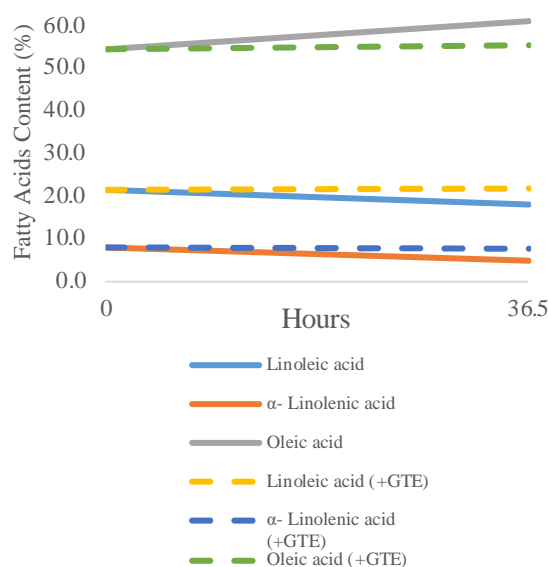 Fatty Acids Content (%)
60.0
50.0
40.0
30.0
20.0
10.0
0.0
0
36.5
Hours
Linoleic acid
α- Linolenic acid
Oleic acid
Linoleic acid (+GTE)
α- Linolenic acid
(+GTE)
Oleic acid (+GTE)